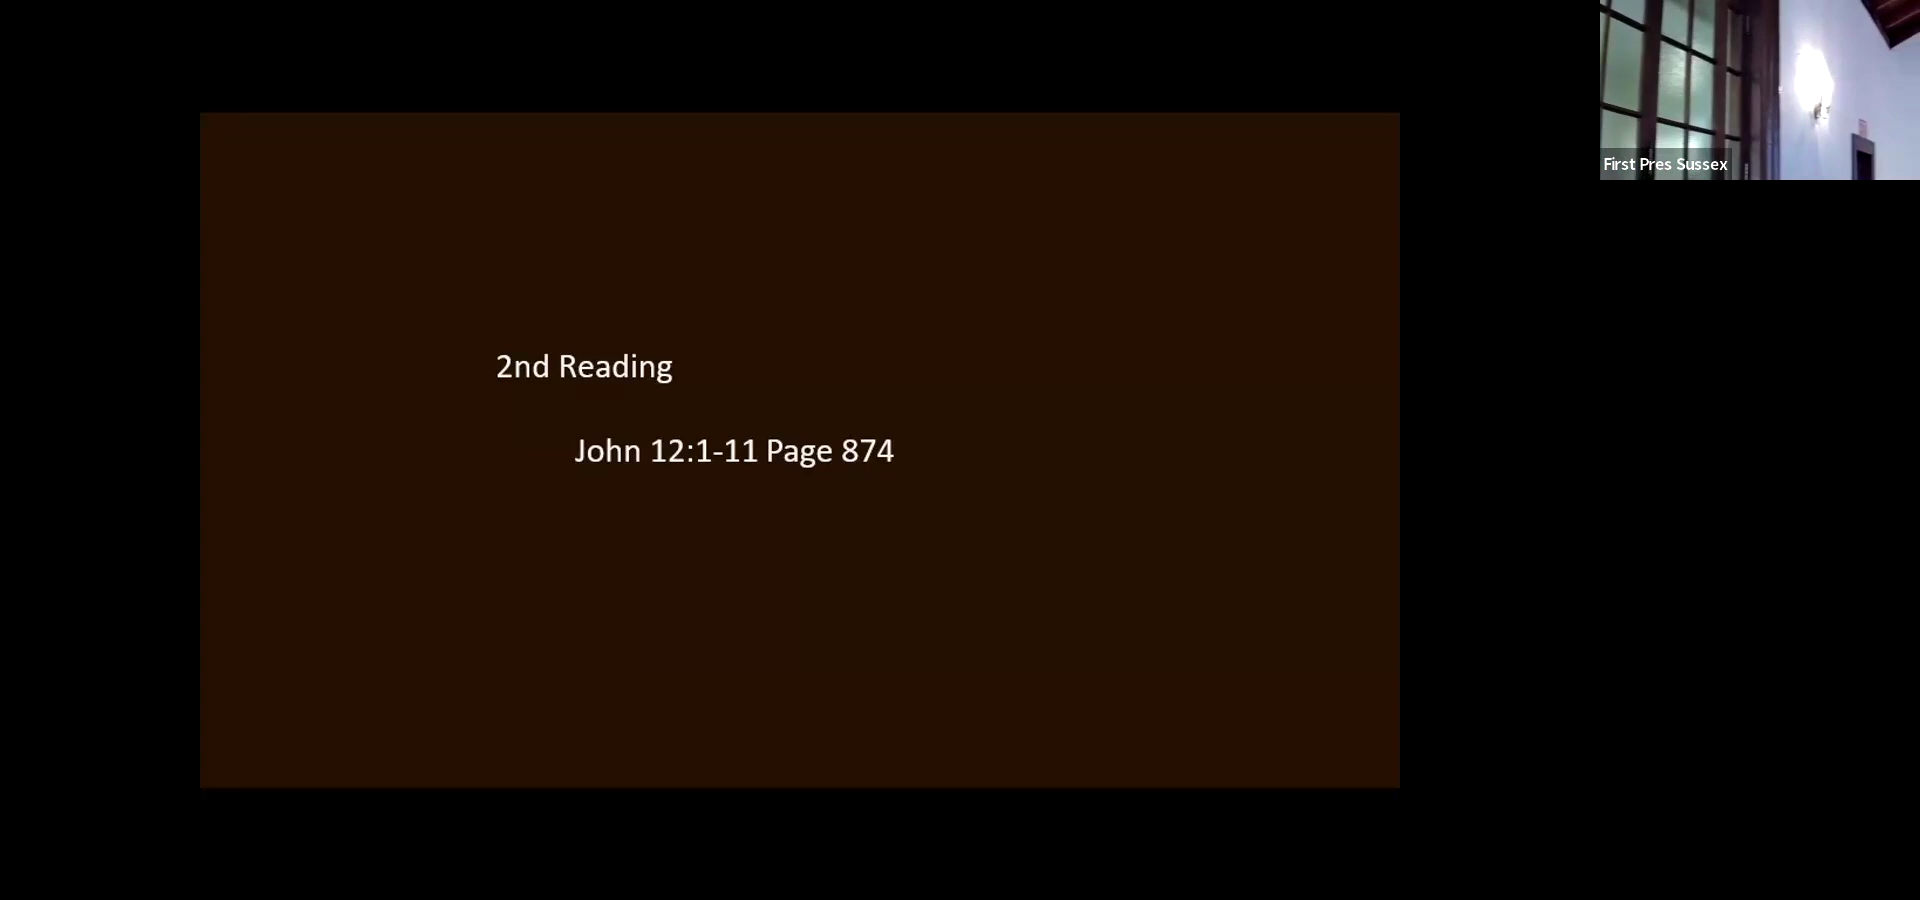 2nd Reading
John 12:1-11 Page 874
First Pres Sussex